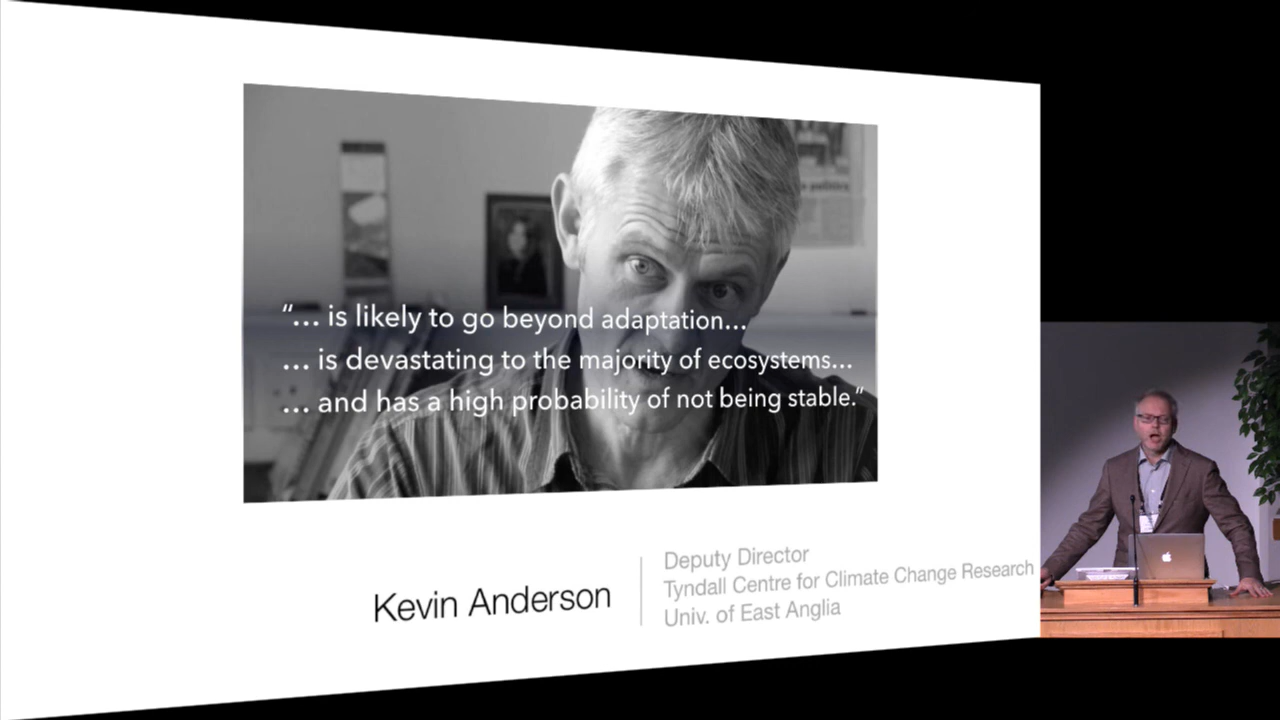 “... is likely to go beyond adaptation...
... is devastating to the majority of ecosystems...
... and has a high probability of not being stable.”
Kevin Anderson
Deputy Director
Tyndall Centre for Climate Change Research
Univ. of East Anglia